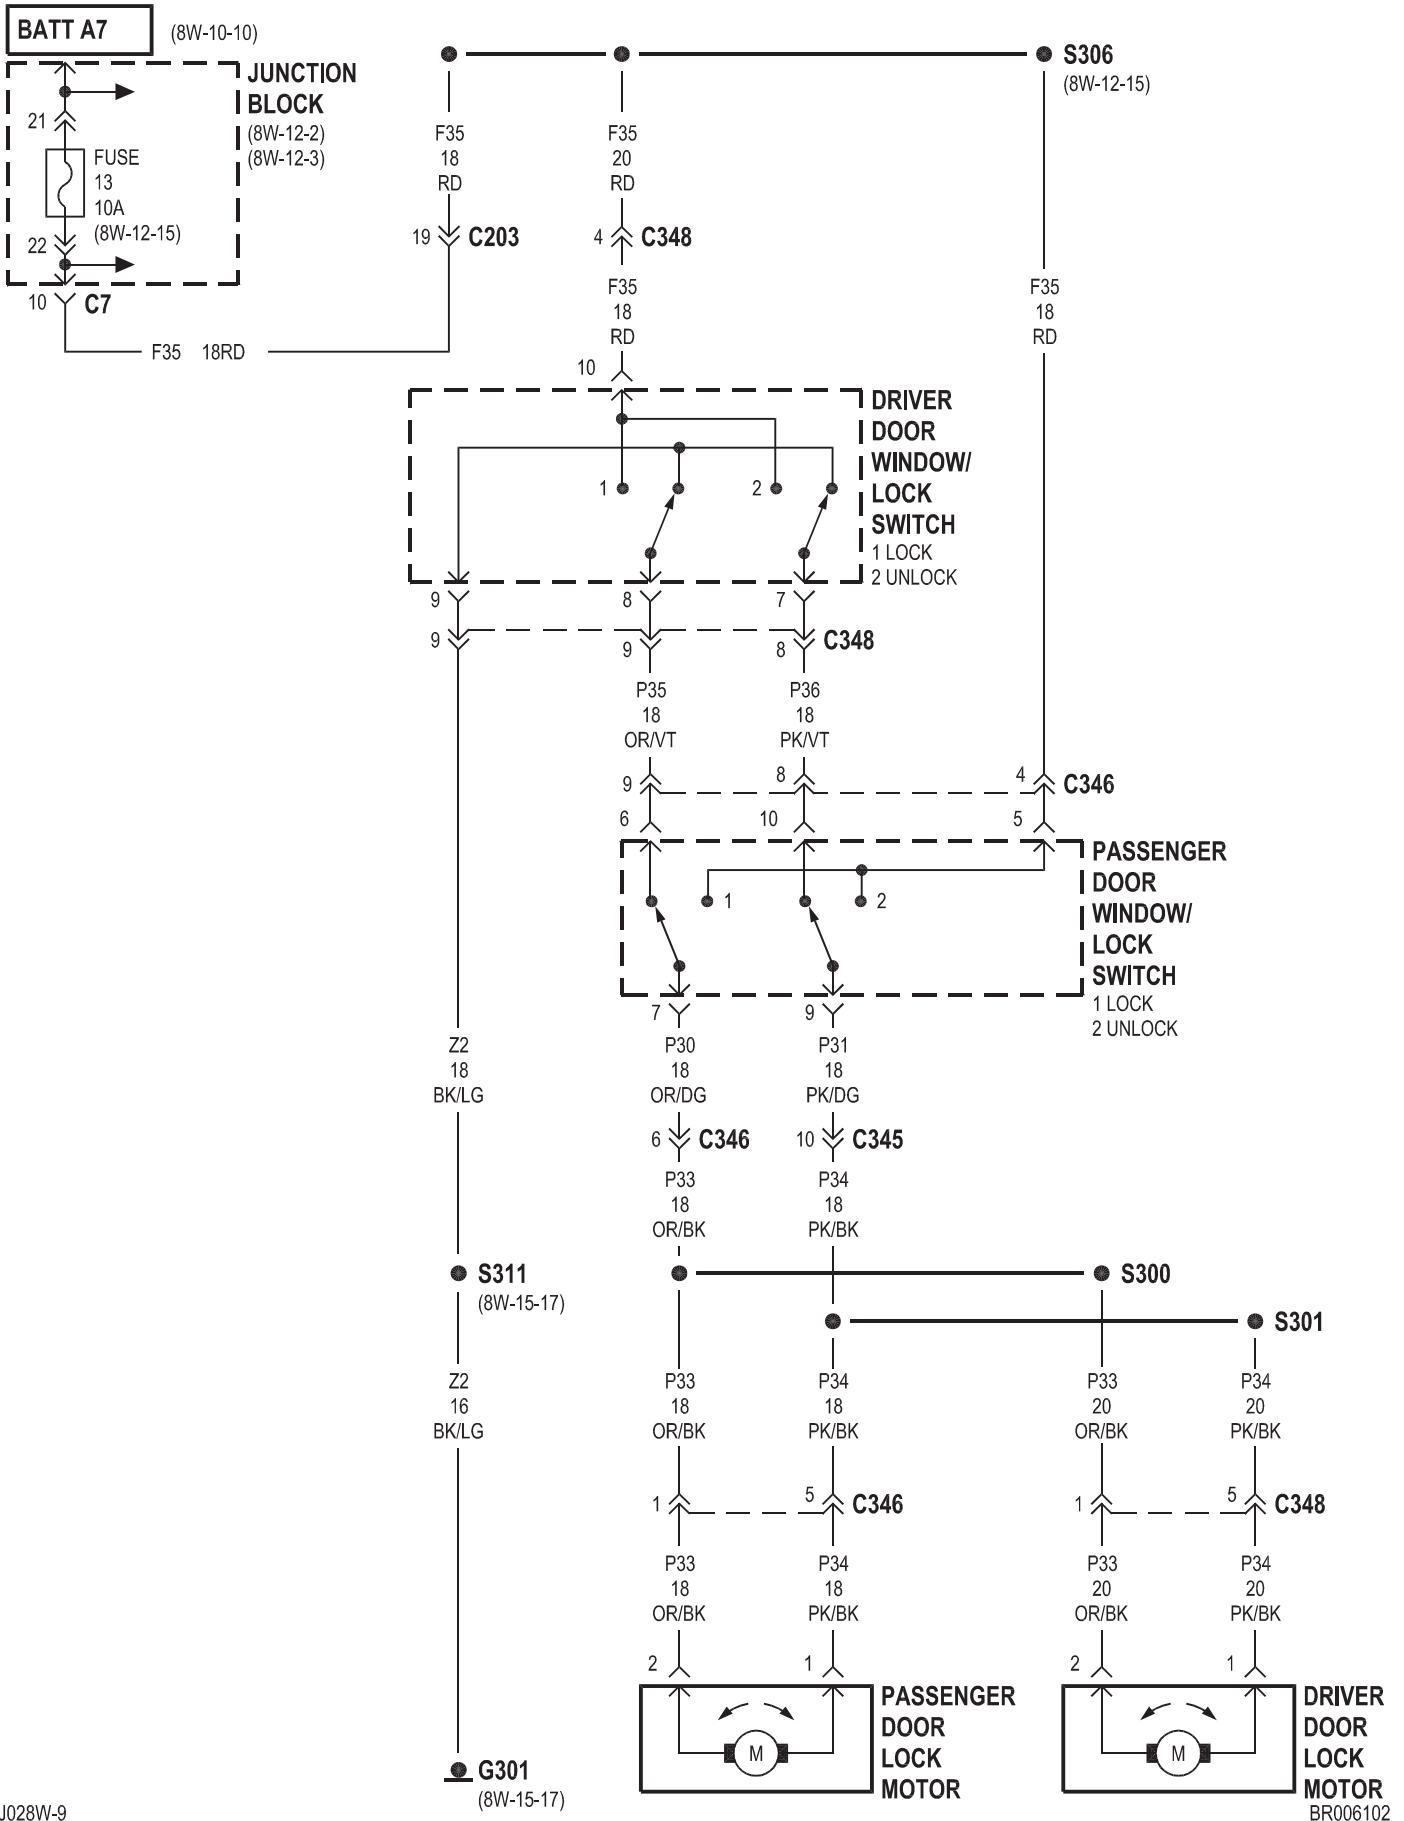 BATT A7
(8W-10-10)
JUNCTION
BLOCK
(8W-12-2)
(8W-12-3)
21
FUSE
13
10A
(8W-12-15)
22
10
C7
F35 18RD
S306
(8W-12-15)
F35
18
RD
F35
20
RD
19
C203
4
C348
F35
18
RD
F35
18
RD
10
DRIVER
DOOR
WINDOW/
LOCK
SWITCH
1 LOCK
2 UNLOCK
1
2
9
8
7
9
9
8
C348
P35
18
OR/VT
P36
18
PK/VT
9
8
4
C346
6
10
5
PASSENGER
DOOR
WINDOW/
LOCK
SWITCH
1 LOCK
2 UNLOCK
1
2
7
9
Z2
18
BK/LG
P30
18
OR/DG
P31
18
PK/DG
6
C346
10
C345
P33
18
OR/BK
P34
18
PK/BK
S311
(8W-15-17)
S300
S301
Z2
16
BK/LG
P33
18
OR/BK
P34
18
PK/BK
P33
20
OR/BK
P34
20
PK/BK
1
5
C346
1
5
C348
P33
18
OR/BK
P34
18
PK/BK
P33
20
OR/BK
P34
20
PK/BK
2
1
2
1
M
PASSENGER
DOOR
LOCK
MOTOR
M
DRIVER
DOOR
LOCK
MOTOR
G301
(8W-15-17)
J028W-9
BR006102